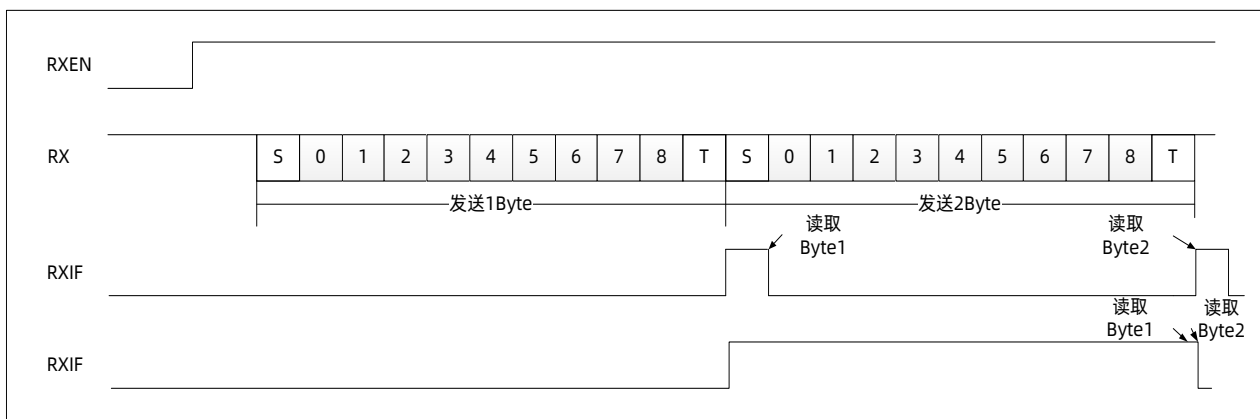 RXEN
RX
S 0 1 2 3 4 5 6 7 8 T S 0 1 2 3 4 5 6 7 8 T
发送1Byte
发送2Byte
读取
Byte1
读取
Byte2
RXIF
读取
Byte1
读取
Byte2
RXIF